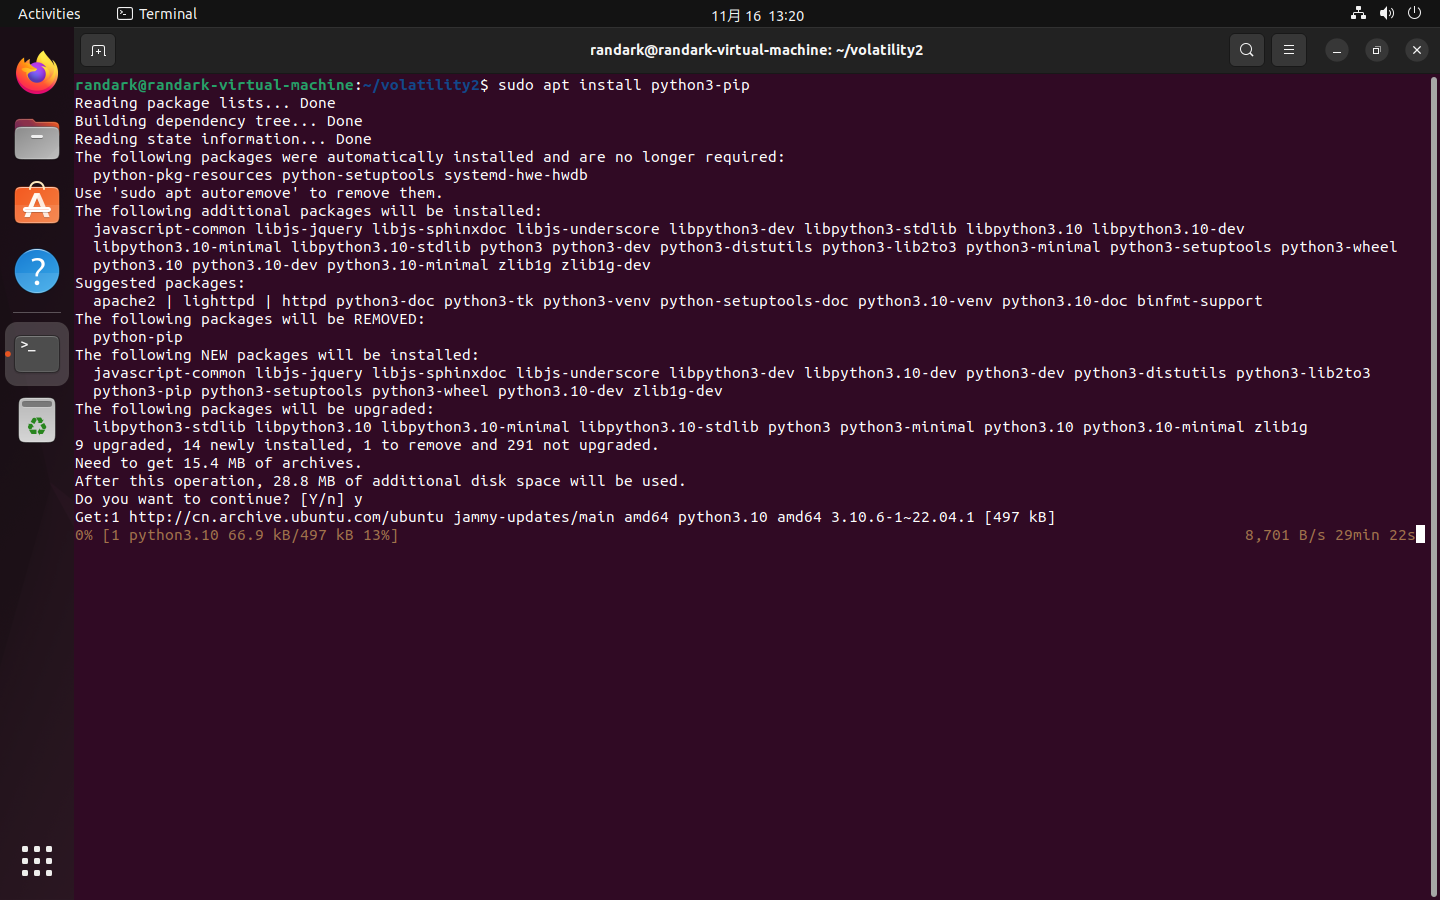 Activities
Terminal
11月 16 13:20
randark@randark-virtual-machine: ~/volatility2
randark@randark-virtual-machine:~/volatility2$ sudo apt install python3-pip
Reading package lists... Done
Building dependency tree... Done
Reading state information... Done
The following packages were automatically installed and are no longer required:
  python-pkg-resources python-setuptools systemd-hwe-hwdb
Use 'sudo apt autoremove' to remove them.
The following additional packages will be installed:
  javascript-common libjs-jquery libjs-sphinxdoc libjs-underscore libpython3-dev libpython3-stdlib libpython3.10 libpython3.10-dev
  libpython3.10-minimal libpython3.10-stdlib python3 python3-dev python3-distutils python3-lib2to3 python3-minimal python3-setuptools python3-wheel
  python3.10 python3.10-dev python3.10-minimal zlib1g zlib1g-dev
Suggested packages:
  apache2 | lighttpd | httpd python3-doc python3-tk python3-venv python-setuptools-doc python3.10-venv python3.10-doc binfmt-support
The following packages will be REMOVED:
  python-pip
The following NEW packages will be installed:
  javascript-common libjs-jquery libjs-sphinxdoc libjs-underscore libpython3-dev libpython3.10-dev python3-dev python3-distutils python3-lib2to3
  python3-pip python3-setuptools python3-wheel python3.10-dev zlib1g-dev
The following packages will be upgraded:
  libpython3-stdlib libpython3.10 libpython3.10-minimal libpython3.10-stdlib python3 python3-minimal python3.10 python3.10-minimal zlib1g
9 upgraded, 14 newly installed, 1 to remove and 291 not upgraded.
Need to get 15.4 MB of archives.
After this operation, 28.8 MB of additional disk space will be used.
Do you want to continue? [Y/n] y
Get:1 http://cn.archive.ubuntu.com/ubuntu jammy-updates/main amd64 python3.10 amd64 3.10.6-1~22.04.1 [497 kB]
0% [1 python3.10 66.9 kB/497 kB 13%] 8,701 B/s 29min 22s